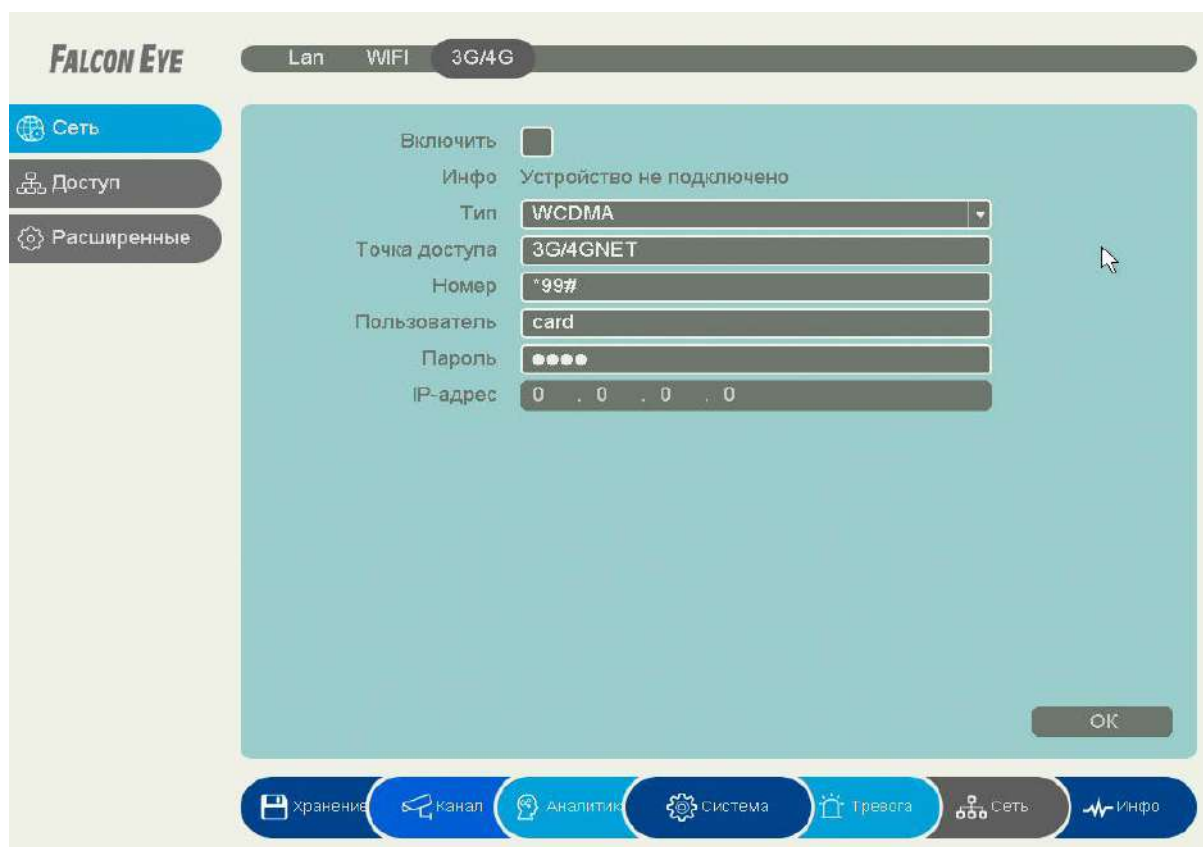 FALCON EYE
Lan WIFI 3G/4G
Сеть
Доступ
Расширенные
Включить
Инфо Устройство не подключено
Тип WCDMA
Точка доступа 3G/4GNET
Номер *99#
Пользователь card
Пароль ●●●●
IP-адрес 0 . 0 . 0 . 0
OK
Хранение Канал Аналитик Система Тревога Сеть Инфо